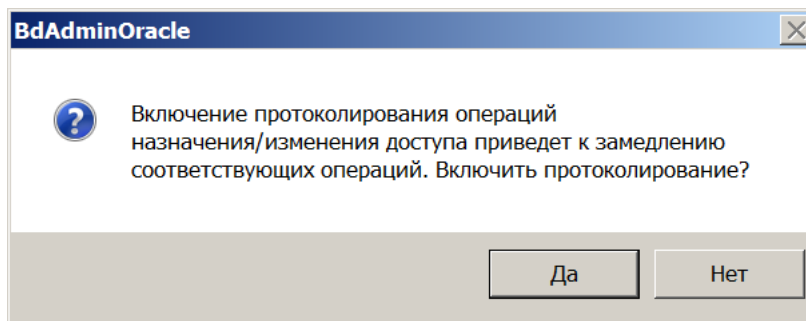 BdAdminOracle
Включение протоколирования операций
назначения/изменения доступа приведет к замедлению
соответствующих операций. Включить протоколирование?
Да Нет